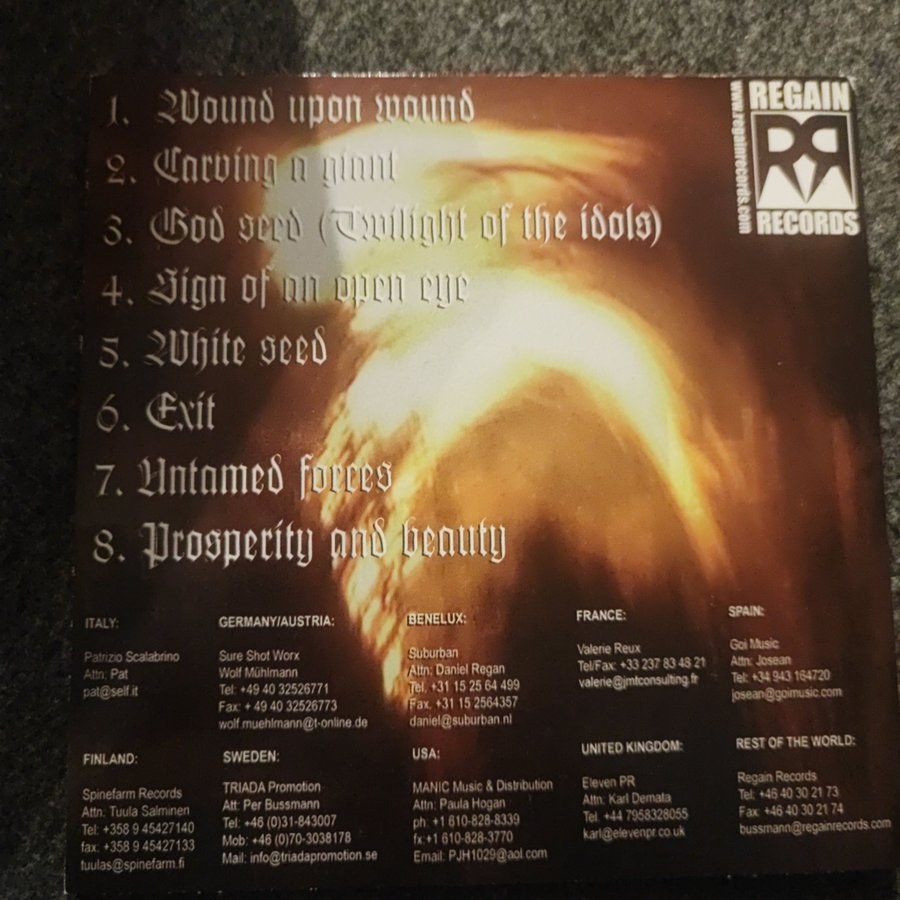 1. Wound upon wound
2. Carving a giant
3. God seed (Twilight of the idols)
4. Sign of an open eye
5. White seed
6. Exit
7. Untamed forces
8. Prosperity and beauty
REGAIN
RR
RECORDS
www.regainrecords.com
ITALY:
Patrizio Scalabrino
Attn: Pat
pat@self.it
GERMANY/AUSTRIA:
Sure Shot Worx
Wolf Mühlmann
Tel: +49 40 32526771
Fax: + 49 40 32526773
wolf.muehlmann@t-online.de
BENELUX:
Suburban
Attn: Daniel Regan
Tel. +31 15 25 64 499
Fax. +31 15 2564357
daniel@suburban.nl
FRANCE:
Valerie Reux
Tel/Fax: +33 237 83 48 21
valerie@jmtconsulting.fr
SPAIN:
Goi Music
Attn: Josean
Tel: +34 943 164720
josean@goimusic.com
FINLAND:
Spinefarm Records
Attn: Tuula Salminen
Tel: +358 9 45427140
fax: +358 9 45427133
tuulas@spinefarm.fi
SWEDEN:
TRIADA Promotion
Att: Per Bussmann
Tel: +46 (0)31-843007
Mob: +46 (0)70-3038178
Mail: info@triadapromotion.se
USA:
MANIC Music & Distribution
Attn: Paula Hogan
ph: +1 610-828-8339
fx:+1 610-828-3770
Email: PJH1029@aol.com
UNITED KINGDOM:
Eleven PR
Attn: Karl Demata
Tel. +44 7958328055
karl@elevenpr.co.uk
REST OF THE WORLD:
Regain Records
Tel: +46 40 30 21 73
Fax: +46 40 30 21 74
bussmann@regainrecords.com